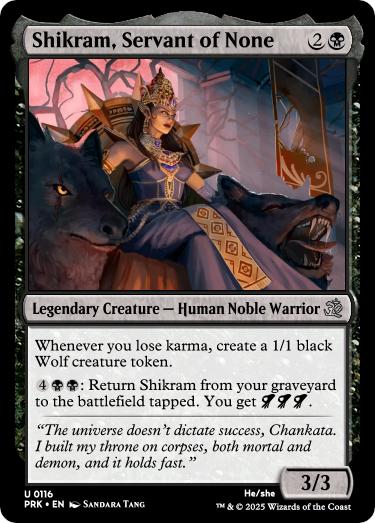 Shikram, Servant of None 2
Legendary Creature — Human Noble Warrior
Whenever you lose karma, create a 1/1 black
Wolf creature token.
4: Return Shikram from your graveyard
to the battlefield tapped. You get .
“The universe doesn’t dictate success, Chankata.
I built my throne on corpses, both mortal and
demon, and it holds fast.”
3/3
U 0116 He/she
PRK • EN Sandara Tang ™ & © 2025 Wizards of the Coast